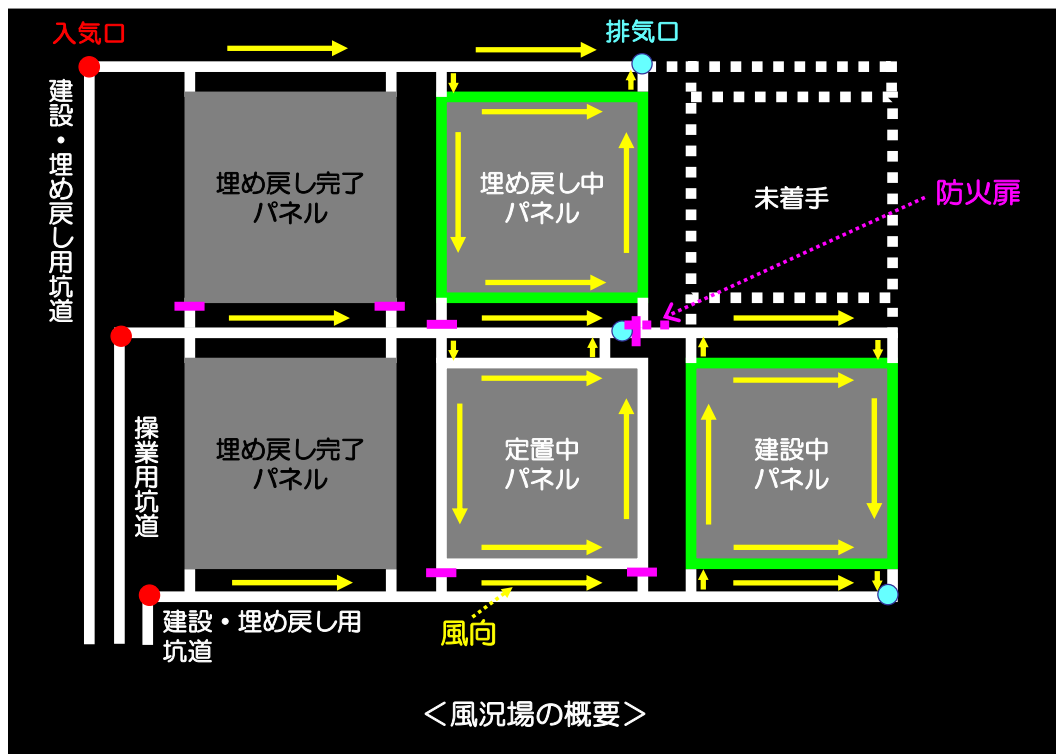 入気口
排気口
建設・埋め戻し用坑道
埋め戻し完了
パネル
埋め戻し中
パネル
未着手
防火扉
操業用坑道
埋め戻し完了
パネル
定置中
パネル
建設中
パネル
建設・埋め戻し用
坑道
風向
＜風況場の概要＞